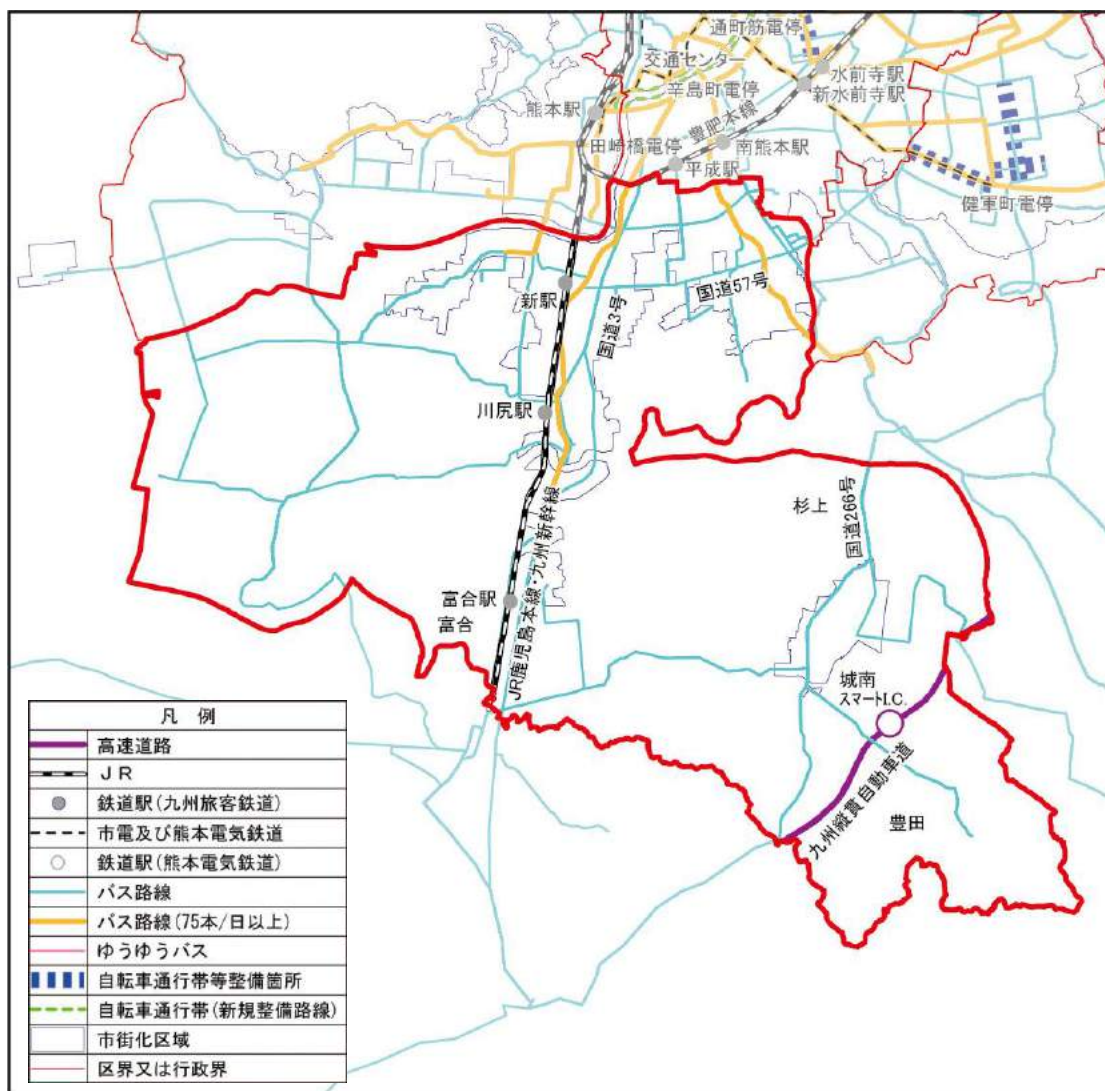 通町筋電停
交通センター
水前寺駅
辛島町電停
新水前寺駅
熊本駅
豊肥本線
田崎橋電停
南熊本駅
平成駅
健軍町電停
新駅
国道57号
国道3号
川尻駅
杉上
国道266号
JR鹿児島本線・九州新幹線
富合駅
富合
城南
スマートI.C.
九州縦貫自動車道
豊田
凡 例
高速道路
JR
鉄道駅(九州旅客鉄道)
市電及び熊本電気鉄道
鉄道駅(熊本電気鉄道)
バス路線
バス路線(75本/日以上)
ゆうゆうバス
自転車通行帯等整備箇所
自転車通行帯(新規整備路線)
市街化区域
区界又は行政界